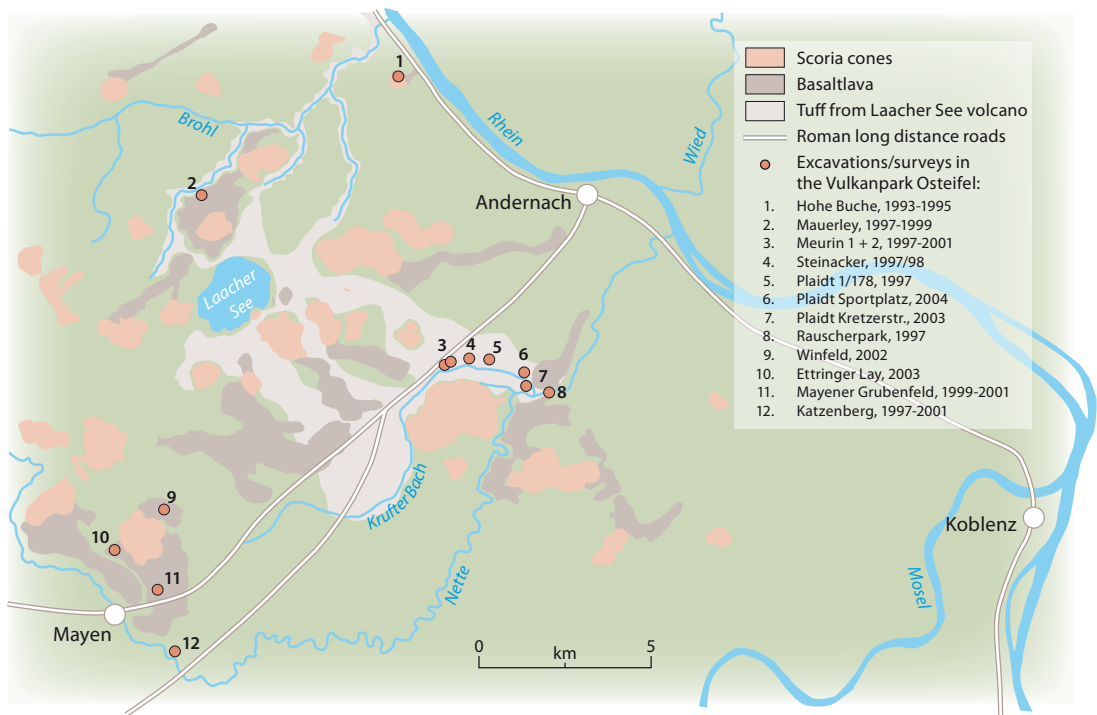 Scoria cones
Basaltlava
Tuff from Laacher See volcano
Roman long distance roads
Excavations/surveys in
the Vulkanpark Osteifel:
1. Hohe Buche, 1993-1995
2. Mauerley, 1997-1999
3. Meurin 1 + 2, 1997-2001
4. Steinacker, 1997/98
5. Plaidt 1/178, 1997
6. Plaidt Sportplatz, 2004
7. Plaidt Kretzerstr., 2003
8. Rauscherpark, 1997
9. Winfeld, 2002
10. Ettringer Lay, 2003
11. Mayener Grubenfeld, 1999-2001
12. Katzenberg, 1997-2001
1
Brohl
Rhein
Wied
2
Andernach
Laacher
See
3
4
5
6
7
8
Krufter Bach
9
10
11
Mayen
12
Nette
Koblenz
Mosel
0
5
km